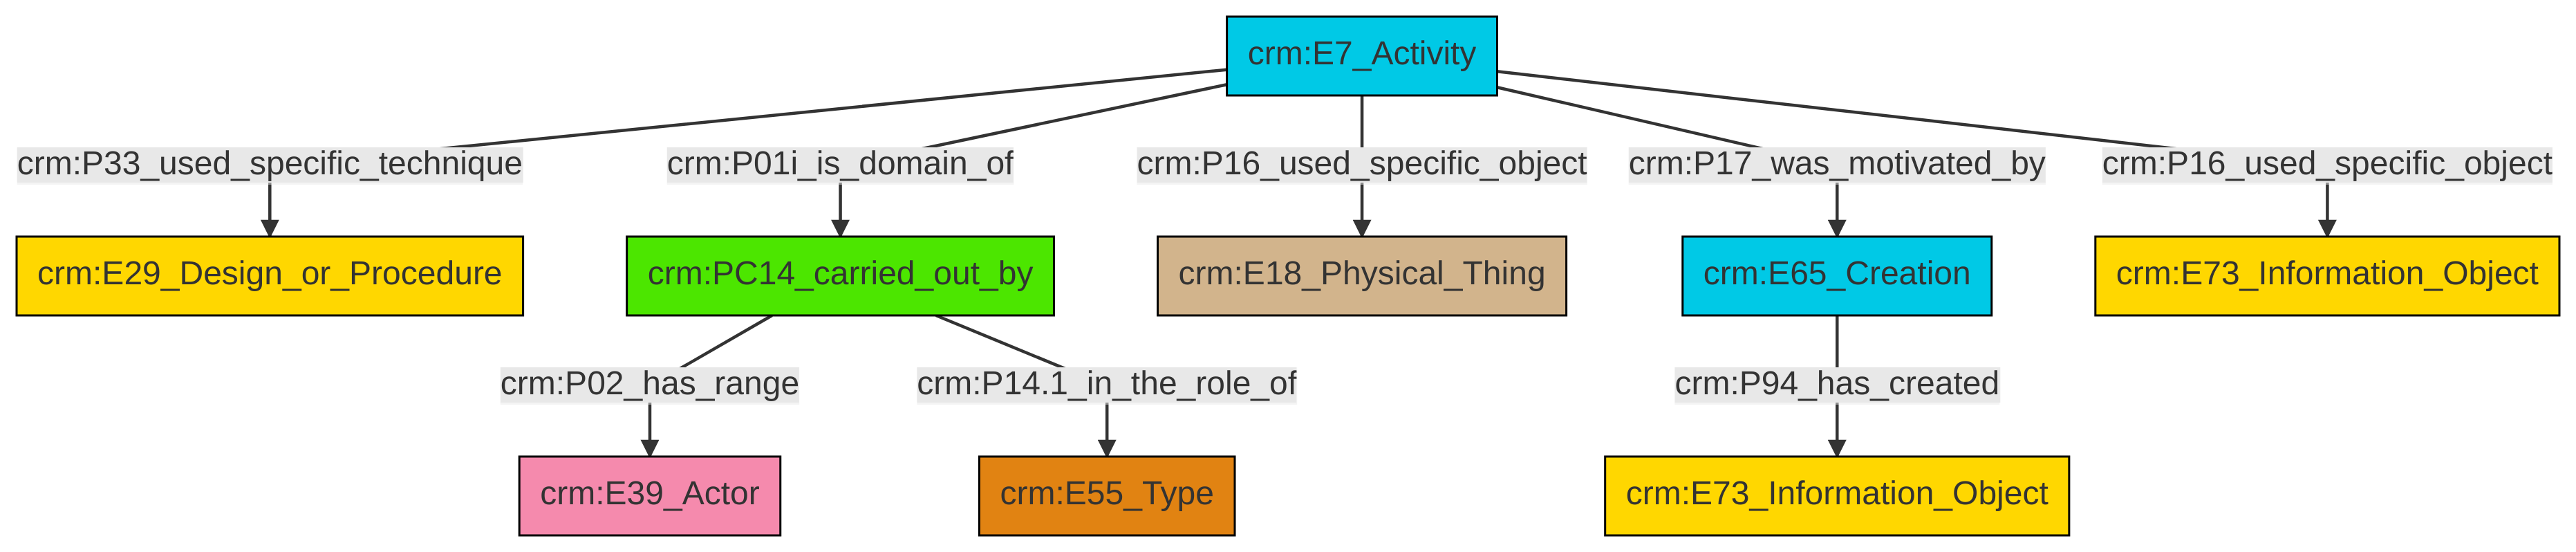 crm:E7_Activity
crm:P33_used_specific_technique
crm:P01i_is_domain_of
crm:P16_used_specific_object
crm:P17_was_motivated_by
crm:P16_used_specific_object
crm:E29_Design_or_Procedure
crm:PC14_carried_out_by
crm:E18_Physical_Thing
crm:E65_Creation
crm:E73_Information_Object
crm:P02_has_range
crm:P14.1_in_the_role_of
crm:P94_has_created
crm:E39_Actor
crm:E55_Type
crm:E73_Information_Object